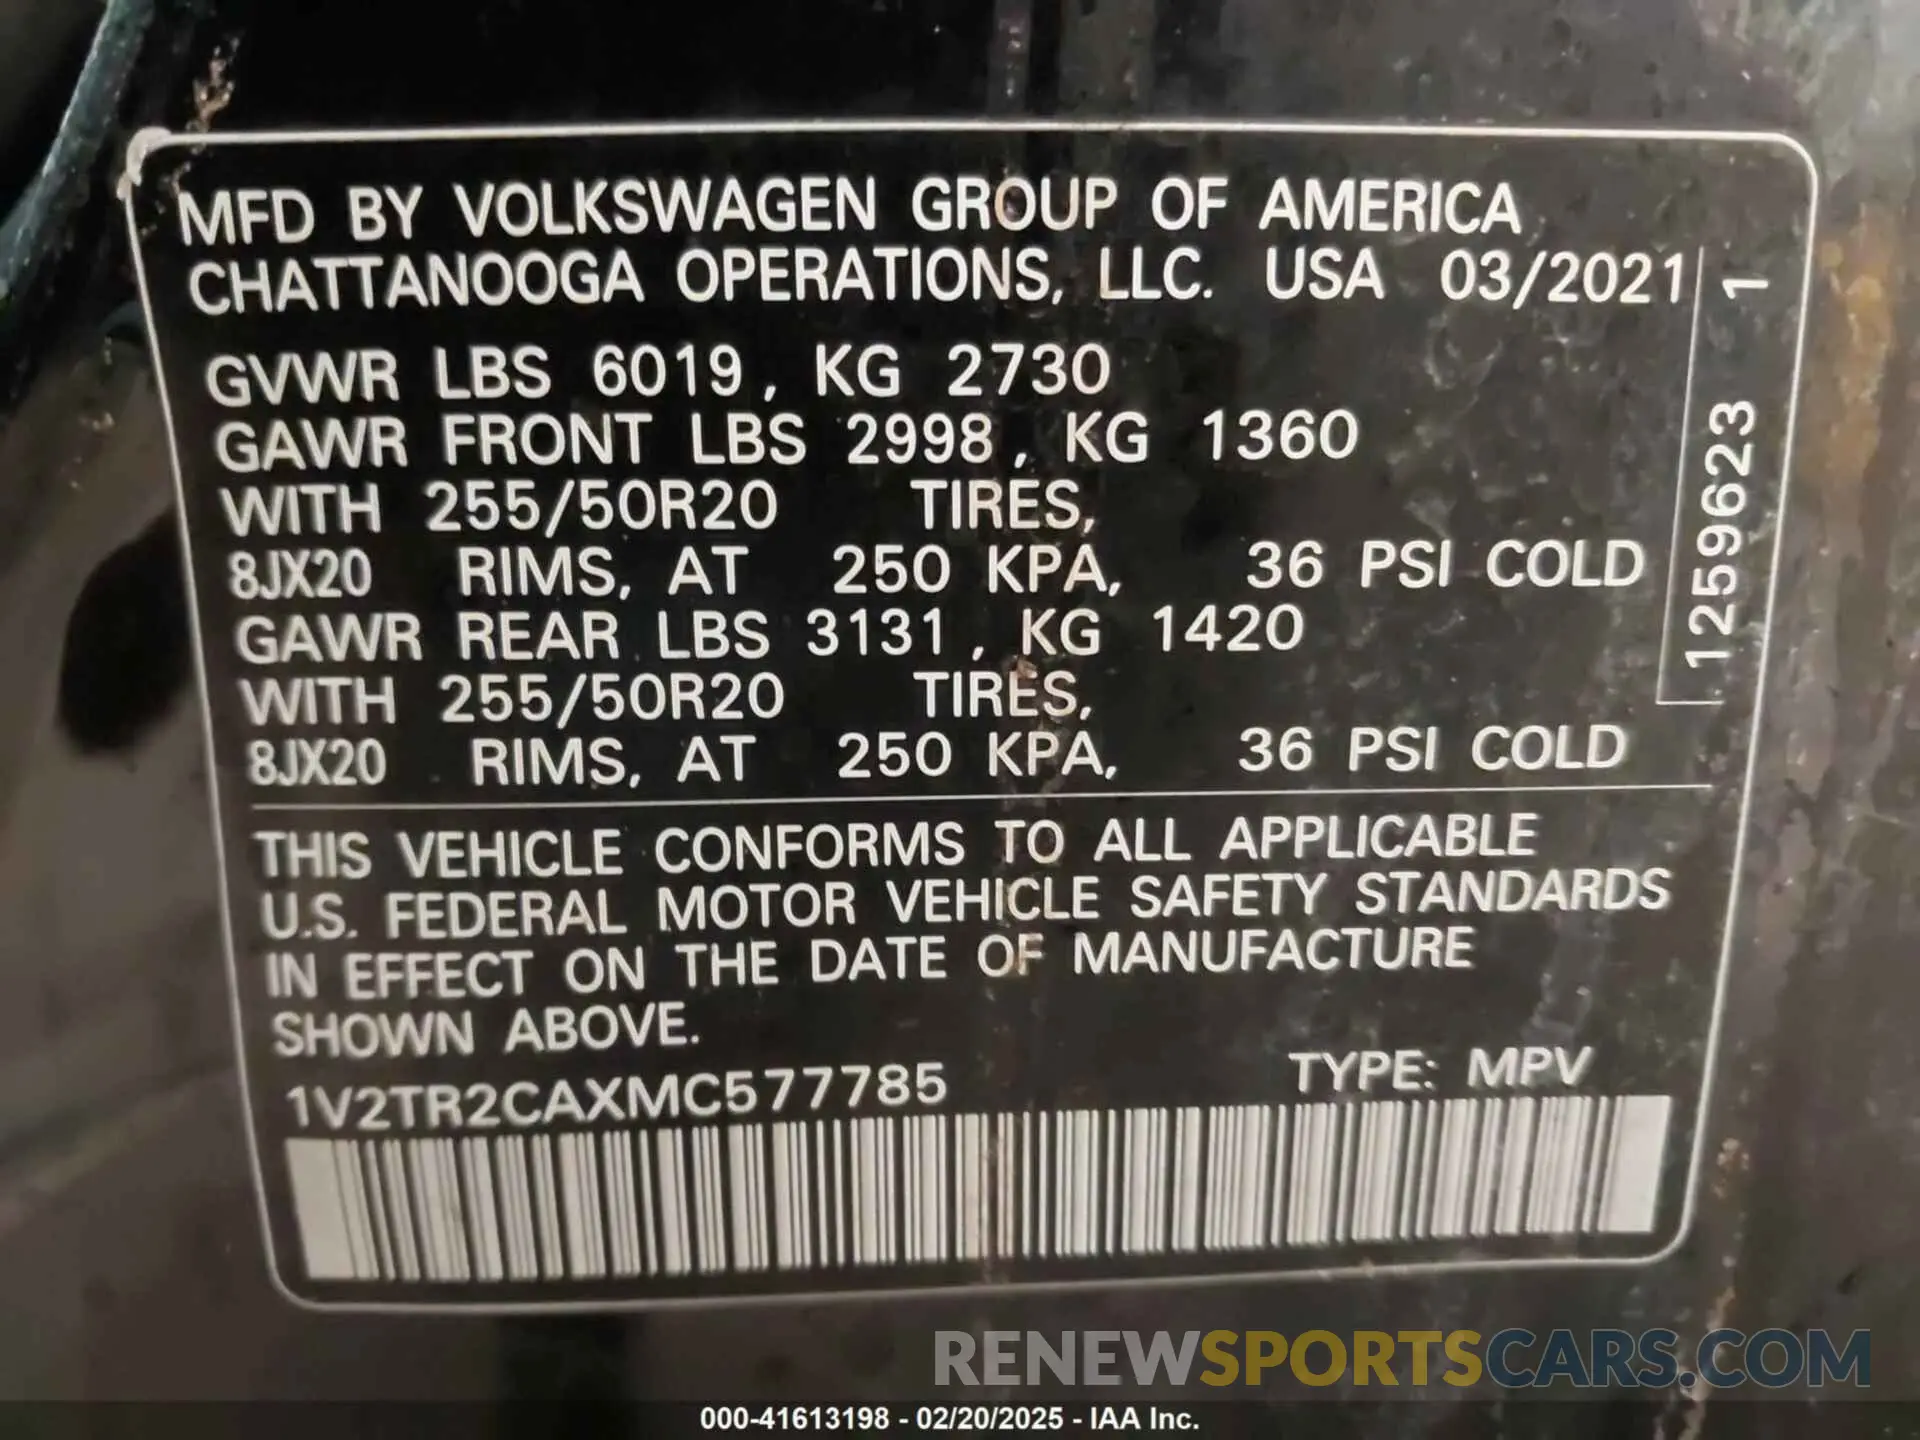 MFD BY VOLKSWAGEN GROUP OF AMERICA
CHATTANOOGA OPERATIONS, LLC. USA 03/2021
GVWR LBS 6019, KG 2730
GAWR FRONT LBS 2998, KG 1360
WITH 255/50R20 TIRES,
8JX20 RIMS, AT 250 KPA, 36 PSI COLD
GAWR REAR LBS 3131, KG 1420
WITH 255/50R20 TIRES,
8JX20 RIMS, AT 250 KPA, 36 PSI COLD
1259623 1
THIS VEHICLE CONFORMS TO ALL APPLICABLE
U.S. FEDERAL MOTOR VEHICLE SAFETY STANDARDS
IN EFFECT ON THE DATE OF MANUFACTURE
SHOWN ABOVE.
1V2TR2CAXMC577785 TYPE: MPV
RENEWSPORTSCARS.COM
000-41613198 - 02/20/2025 - IAA Inc.